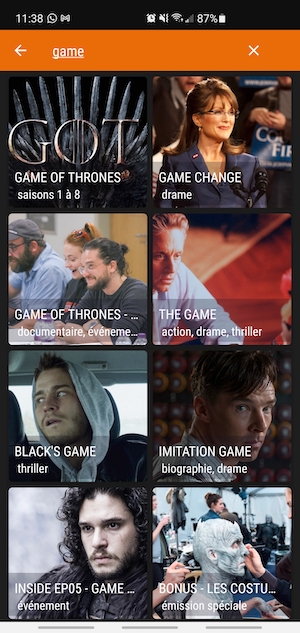 11:38
87%
game
GOT
GAME OF THRONES
saisons 1 à 8
GAME CHANGE
drame
GAME OF THRONES - ...
documentaire, événeme...
THE GAME
action, drame, thriller
BLACK'S GAME
thriller
IMITATION GAME
biographie, drame
INSIDE EP05 - GAME ...
événement
BONUS - LES COSTU...
émission spéciale